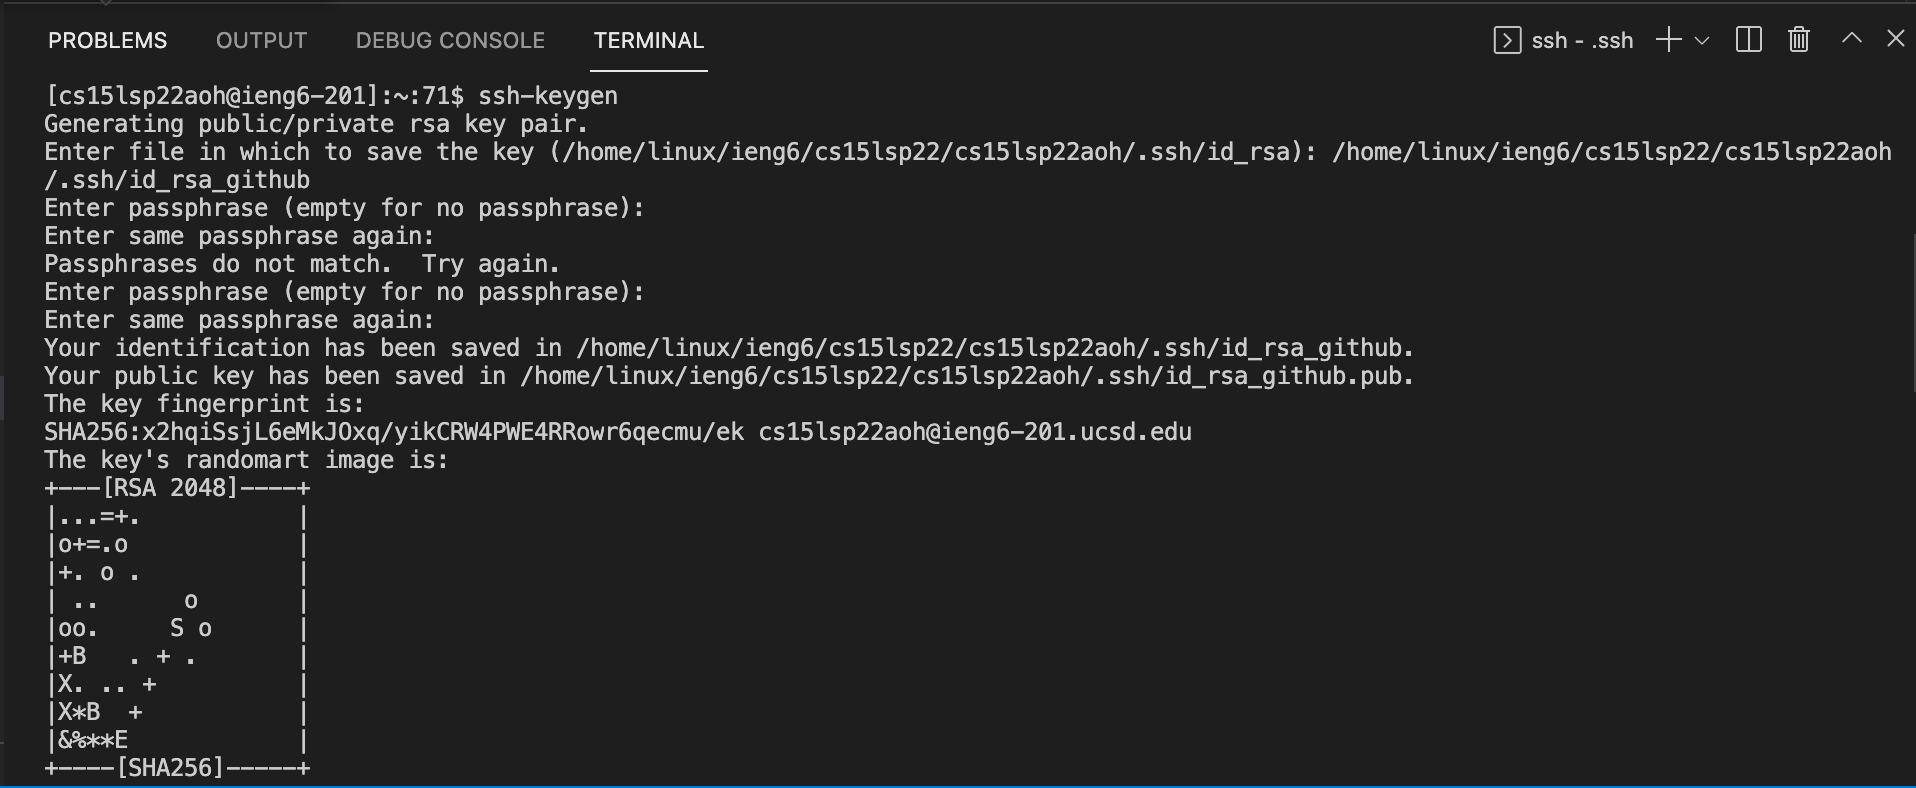 PROBLEMS OUTPUT DEBUG CONSOLE TERMINAL ssh - .ssh
[cs15lsp22aoh@ieng6-201]:~:71$ ssh-keygen
Generating public/private rsa key pair.
Enter file in which to save the key (/home/linux/ieng6/cs15lsp22/cs15lsp22aoh/.ssh/id_rsa): /home/linux/ieng6/cs15lsp22/cs15lsp22aoh
/.ssh/id_rsa_github
Enter passphrase (empty for no passphrase):
Enter same passphrase again:
Passphrases do not match.  Try again.
Enter passphrase (empty for no passphrase):
Enter same passphrase again:
Your identification has been saved in /home/linux/ieng6/cs15lsp22/cs15lsp22aoh/.ssh/id_rsa_github.
Your public key has been saved in /home/linux/ieng6/cs15lsp22/cs15lsp22aoh/.ssh/id_rsa_github.pub.
The key fingerprint is:
SHA256:x2hqiSsjL6eMkJOxq/yikCRW4PWE4RRowr6qecmu/ek cs15lsp22aoh@ieng6-201.ucsd.edu
The key's randomart image is:
+---[RSA 2048]----+
|...=+.           |
|o+=.o            |
|+. o .           |
| ..      o       |
|oo.     S o      |
|+B   . + .       |
|X. .. +          |
|X*B  +           |
|&%**E            |
+----[SHA256]-----+